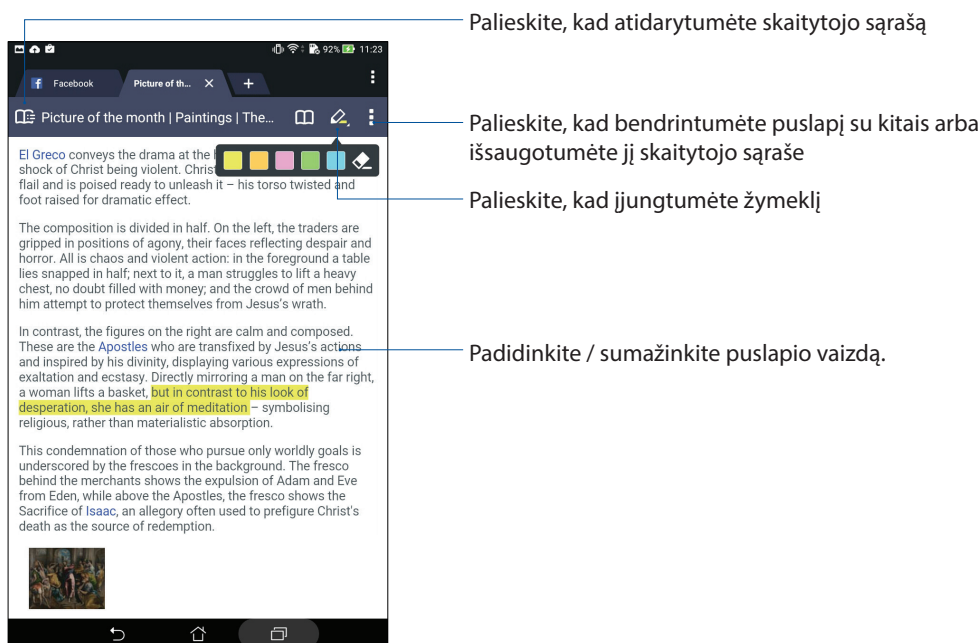 Palieskite, kad atidarytumėte skaitytojo sąrašą
92% 11:23
Facebook
Picture of th...
Picture of the month | Paintings | The...
Palieskite, kad bendrintumėte puslapį su kitais arba
išsaugotumėte jį skaitytojo sąraše
Palieskite, kad įjungtumėte žymeklį
El Greco conveys the drama at the
shock of Christ being violent. Christ
flail and is poised ready to unleash it – his torso twisted and
foot raised for dramatic effect.
The composition is divided in half. On the left, the traders are
gripped in positions of agony, their faces reflecting despair and
horror. All is chaos and violent action: in the foreground a table
lies snapped in half; next to it, a man struggles to lift a heavy
chest, no doubt filled with money; and the crowd of men behind
him attempt to protect themselves from Jesus's wrath.
In contrast, the figures on the right are calm and composed.
These are the Apostles who are transfixed by Jesus's actions
and inspired by his divinity, displaying various expressions of
exaltation and ecstasy. Directly mirroring a man on the far right,
a woman lifts a basket, but in contrast to his look of
desperation, she has an air of meditation – symbolising
religious, rather than materialistic absorption.
Padidinkite / sumažinkite puslapio vaizdą.
This condemnation of those who pursue only worldly goals is
underscored by the frescoes in the background. The fresco
behind the merchants shows the expulsion of Adam and Eve
from Eden, while above the Apostles, the fresco shows the
Sacrifice of Isaac, an allegory often used to prefigure Christ's
death as the source of redemption.